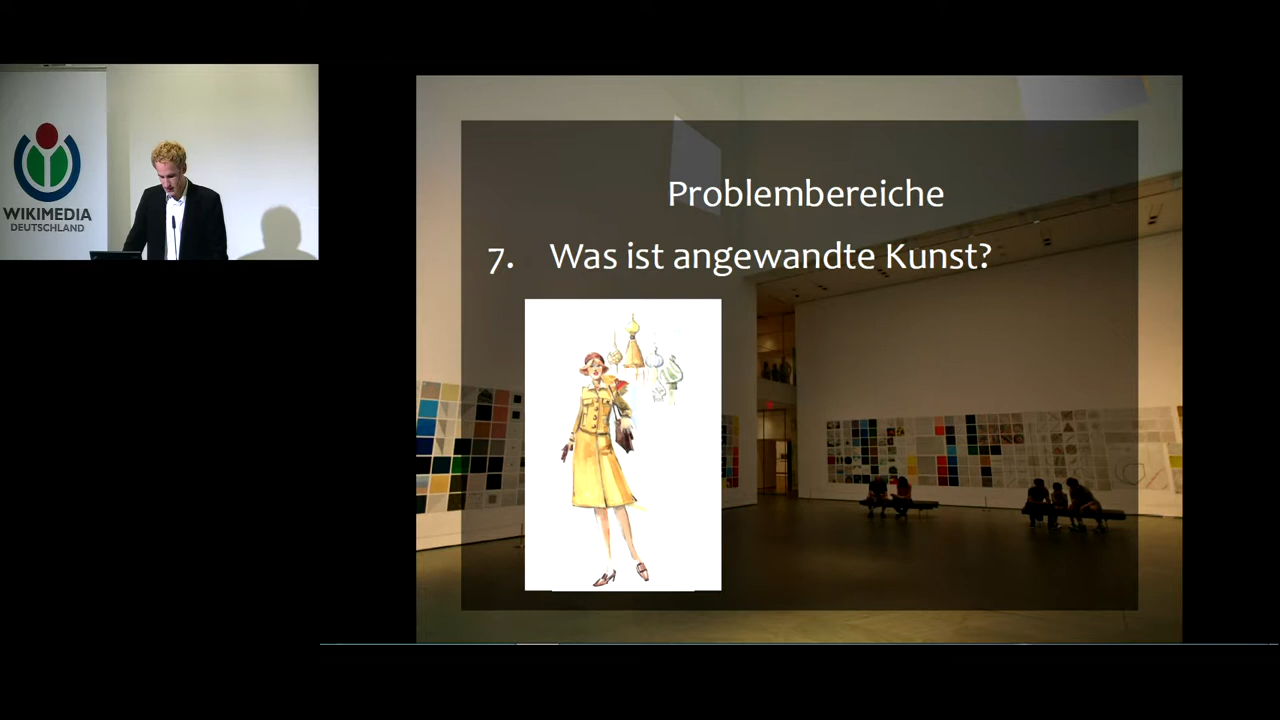 WIKIMEDIA
DEUTSCHLAND
Problembereiche
7. Was ist angewandte Kunst?